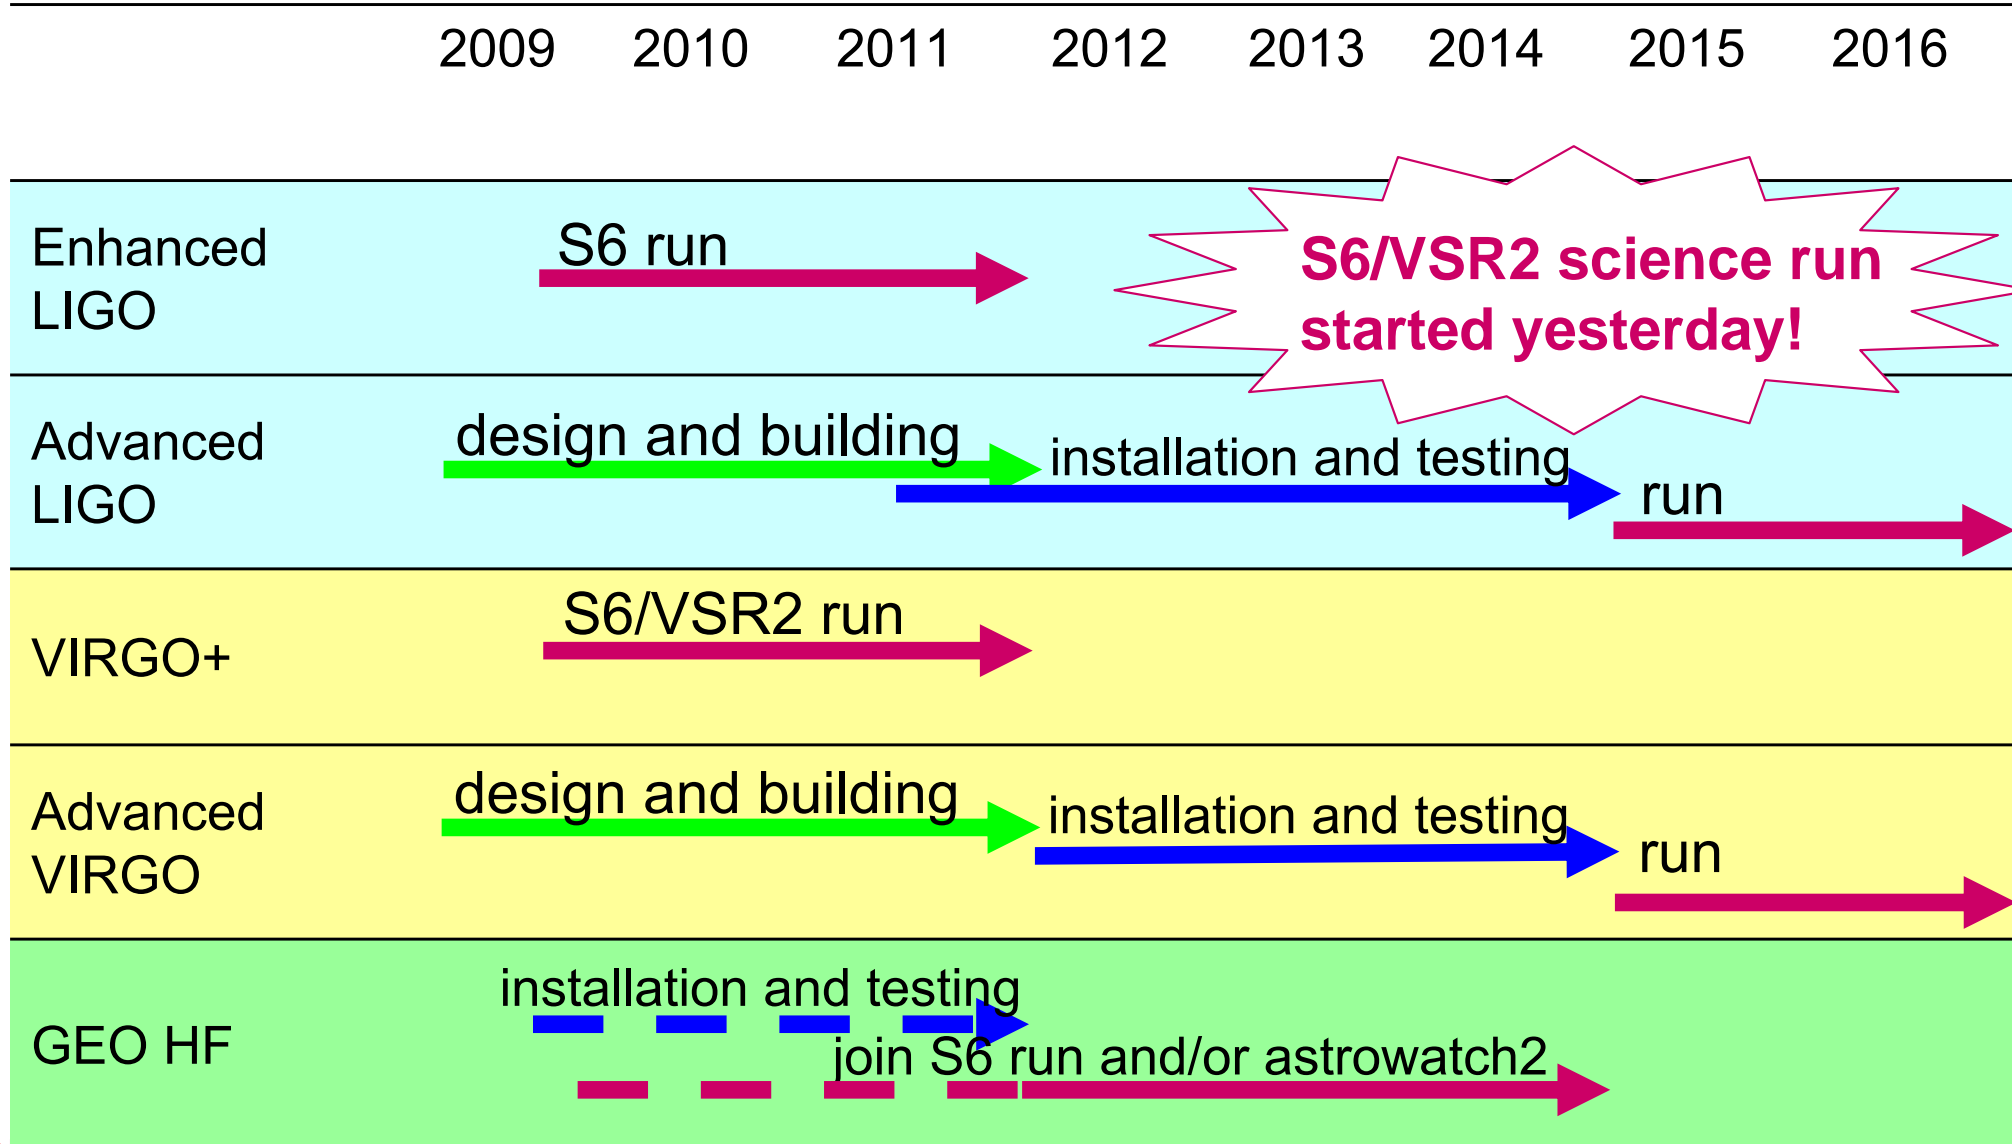 2009 2010 2011 2012 2013 2014 2015 2016
Enhanced
LIGO
S6 run
S6/VSR2 science run
started yesterday!
Advanced
LIGO
design and building
installation and testing
run
VIRGO+
S6/VSR2 run
Advanced
VIRGO
design and building
installation and testing
run
GEO HF
installation and testing
join S6 run and/or astrowatch2